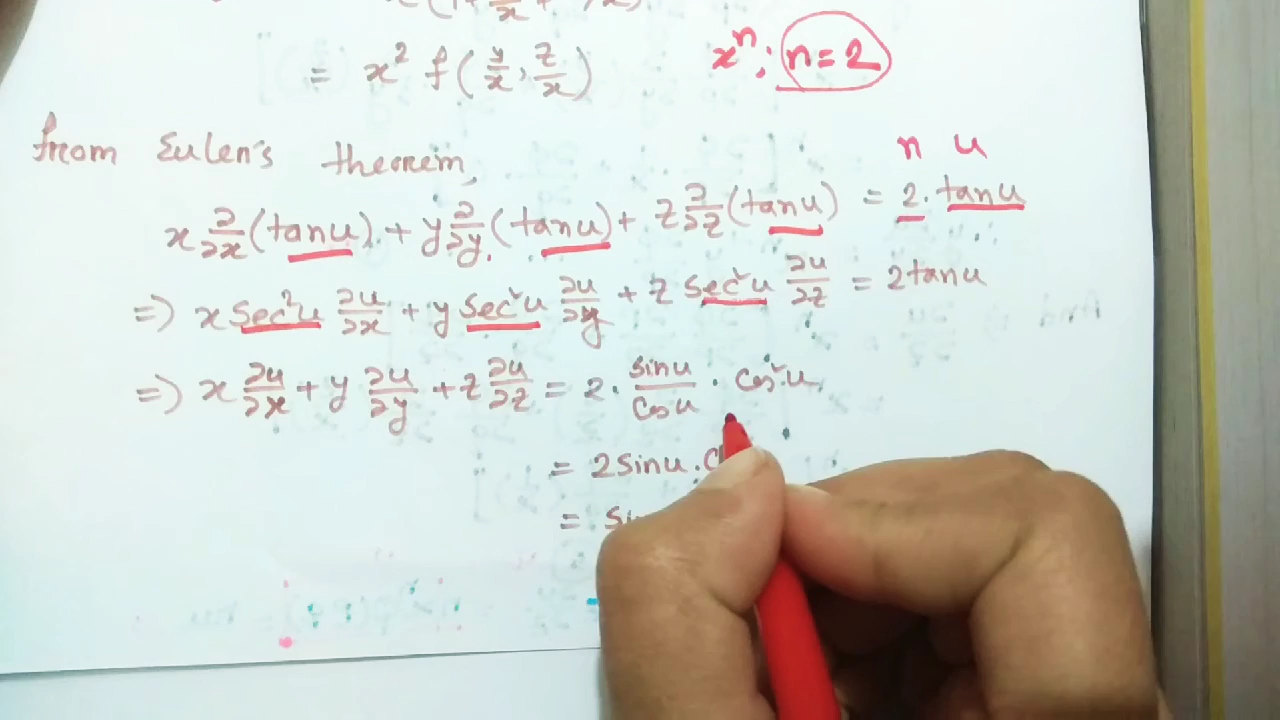 = x² f(y/x, z/x) xⁿ; n=2
from Euler's theorem,
n u
x ∂/∂x (tanu) + y ∂/∂y (tanu) + z ∂/∂z (tanu) = 2. tanu
=) x sec²u ∂u/∂x + y sec²u ∂u/∂y + z sec²u ∂u/∂z = 2tanu
=) x ∂u/∂x + y ∂u/∂y + z ∂u/∂z = 2. sinu/cosu . cos²u
= 2sinu.
=